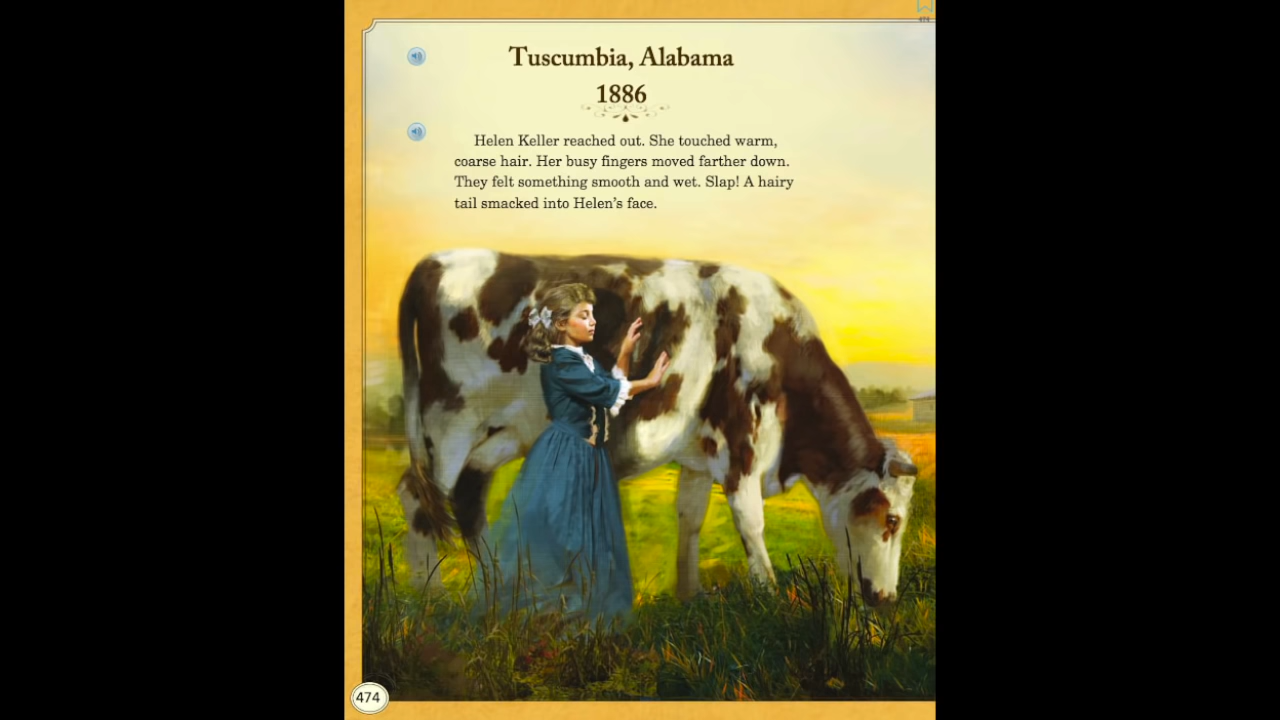 474
Tuscumbia, Alabama
1886
Helen Keller reached out. She touched warm,
coarse hair. Her busy fingers moved farther down.
They felt something smooth and wet. Slap! A hairy
tail smacked into Helen's face.
474